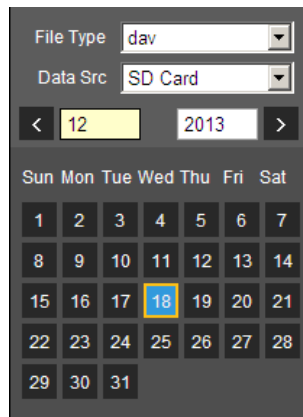 File Type dav
Data Src SD Card
< 12 2013 >
Sun Mon Tue Wed Thu Fri Sat
1 2 3 4 5 6 7
8 9 10 11 12 13 14
15 16 17 18 19 20 21
22 23 24 25 26 27 28
29 30 31